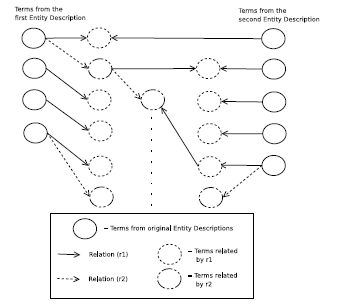 Terms from the
first Entity Description
Terms from the
second Entity Description
– Terms from original Entity Descriptions
Relation (r1)
– Terms related
by r1
Relation (r2)
– Terms related
by r2